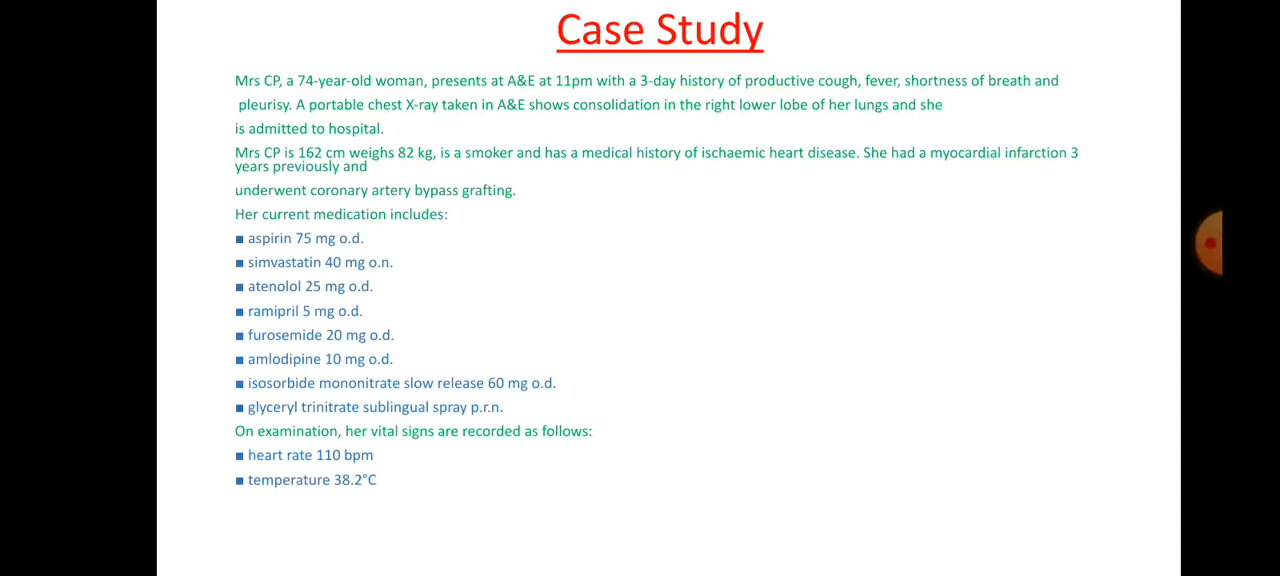 Case Study
Mrs CP, a 74-year-old woman, presents at A&E at 11pm with a 3-day history of productive cough, fever, shortness of breath and
pleurisy. A portable chest X-ray taken in A&E shows consolidation in the right lower lobe of her lungs and she
is admitted to hospital.
Mrs CP is 162 cm weighs 82 kg, is a smoker and has a medical history of ischaemic heart disease. She had a myocardial infarction 3
years previously and
underwent coronary artery bypass grafting.
Her current medication includes:
■ aspirin 75 mg o.d.
■ simvastatin 40 mg o.n.
■ atenolol 25 mg o.d.
■ ramipril 5 mg o.d.
■ furosemide 20 mg o.d.
■ amlodipine 10 mg o.d.
■ isosorbide mononitrate slow release 60 mg o.d.
■ glyceryl trinitrate sublingual spray p.r.n.
On examination, her vital signs are recorded as follows:
■ heart rate 110 bpm
■ temperature 38.2°C